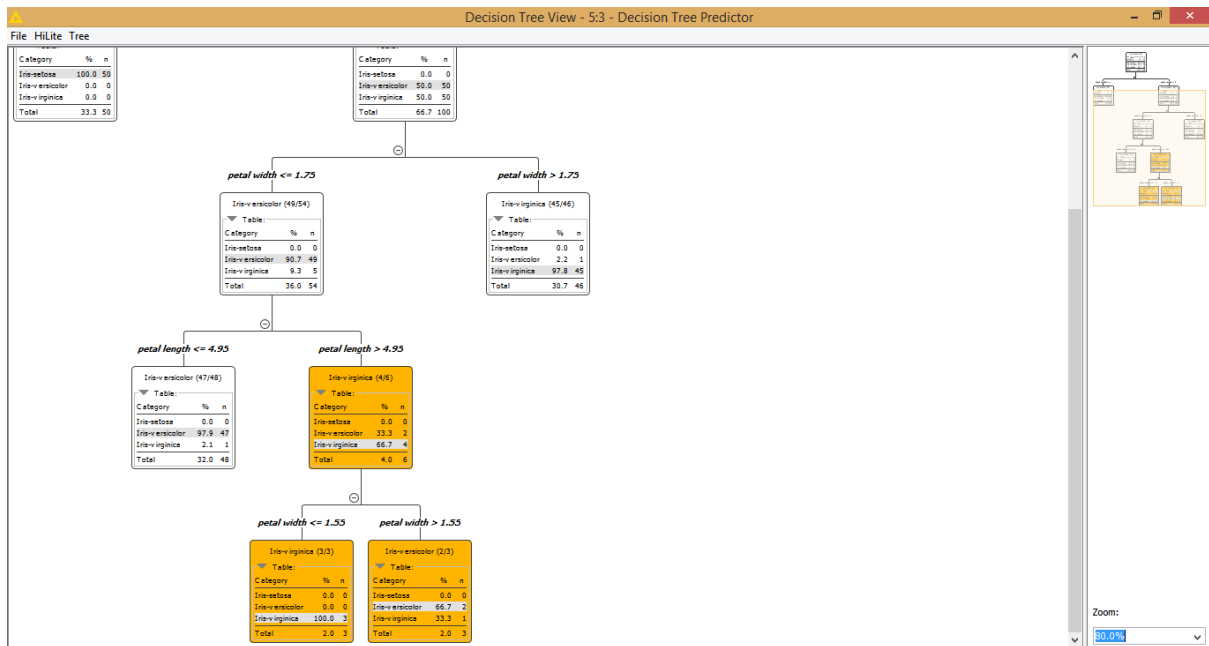 Decision Tree View - 5:3 - Decision Tree Predictor
File HiLite Tree
Category % n
Iris-setosa 100.0 50
Iris-versicolor 0.0 0
Iris-virginica 0.0 0
Total 33.3 50
Category % n
Iris-setosa 0.0 0
Iris-versicolor 50.0 50
Iris-virginica 50.0 50
Total 66.7 100
petal width <= 1.75
petal width > 1.75
Iris-versicolor (49/54)
Table:
Category % n
Iris-setosa 0.0 0
Iris-versicolor 90.7 49
Iris-virginica 9.3 5
Total 36.0 54
Iris-virginica (45/46)
Table:
Category % n
Iris-setosa 0.0 0
Iris-versicolor 2.2 1
Iris-virginica 97.8 45
Total 30.7 46
petal length <= 4.95
petal length > 4.95
Iris-versicolor (47/48)
Table:
Category % n
Iris-setosa 0.0 0
Iris-versicolor 97.9 47
Iris-virginica 2.1 1
Total 32.0 48
Iris-virginica (4/6)
Table:
Category % n
Iris-setosa 0.0 0
Iris-versicolor 33.3 2
Iris-virginica 66.7 4
Total 4.0 6
petal width <= 1.55
petal width > 1.55
Iris-virginica (3/3)
Table:
Category % n
Iris-setosa 0.0 0
Iris-versicolor 0.0 0
Iris-virginica 100.0 3
Total 2.0 3
Iris-versicolor (2/3)
Table:
Category % n
Iris-setosa 0.0 0
Iris-versicolor 66.7 2
Iris-virginica 33.3 1
Total 2.0 3
Zoom:
80.0%